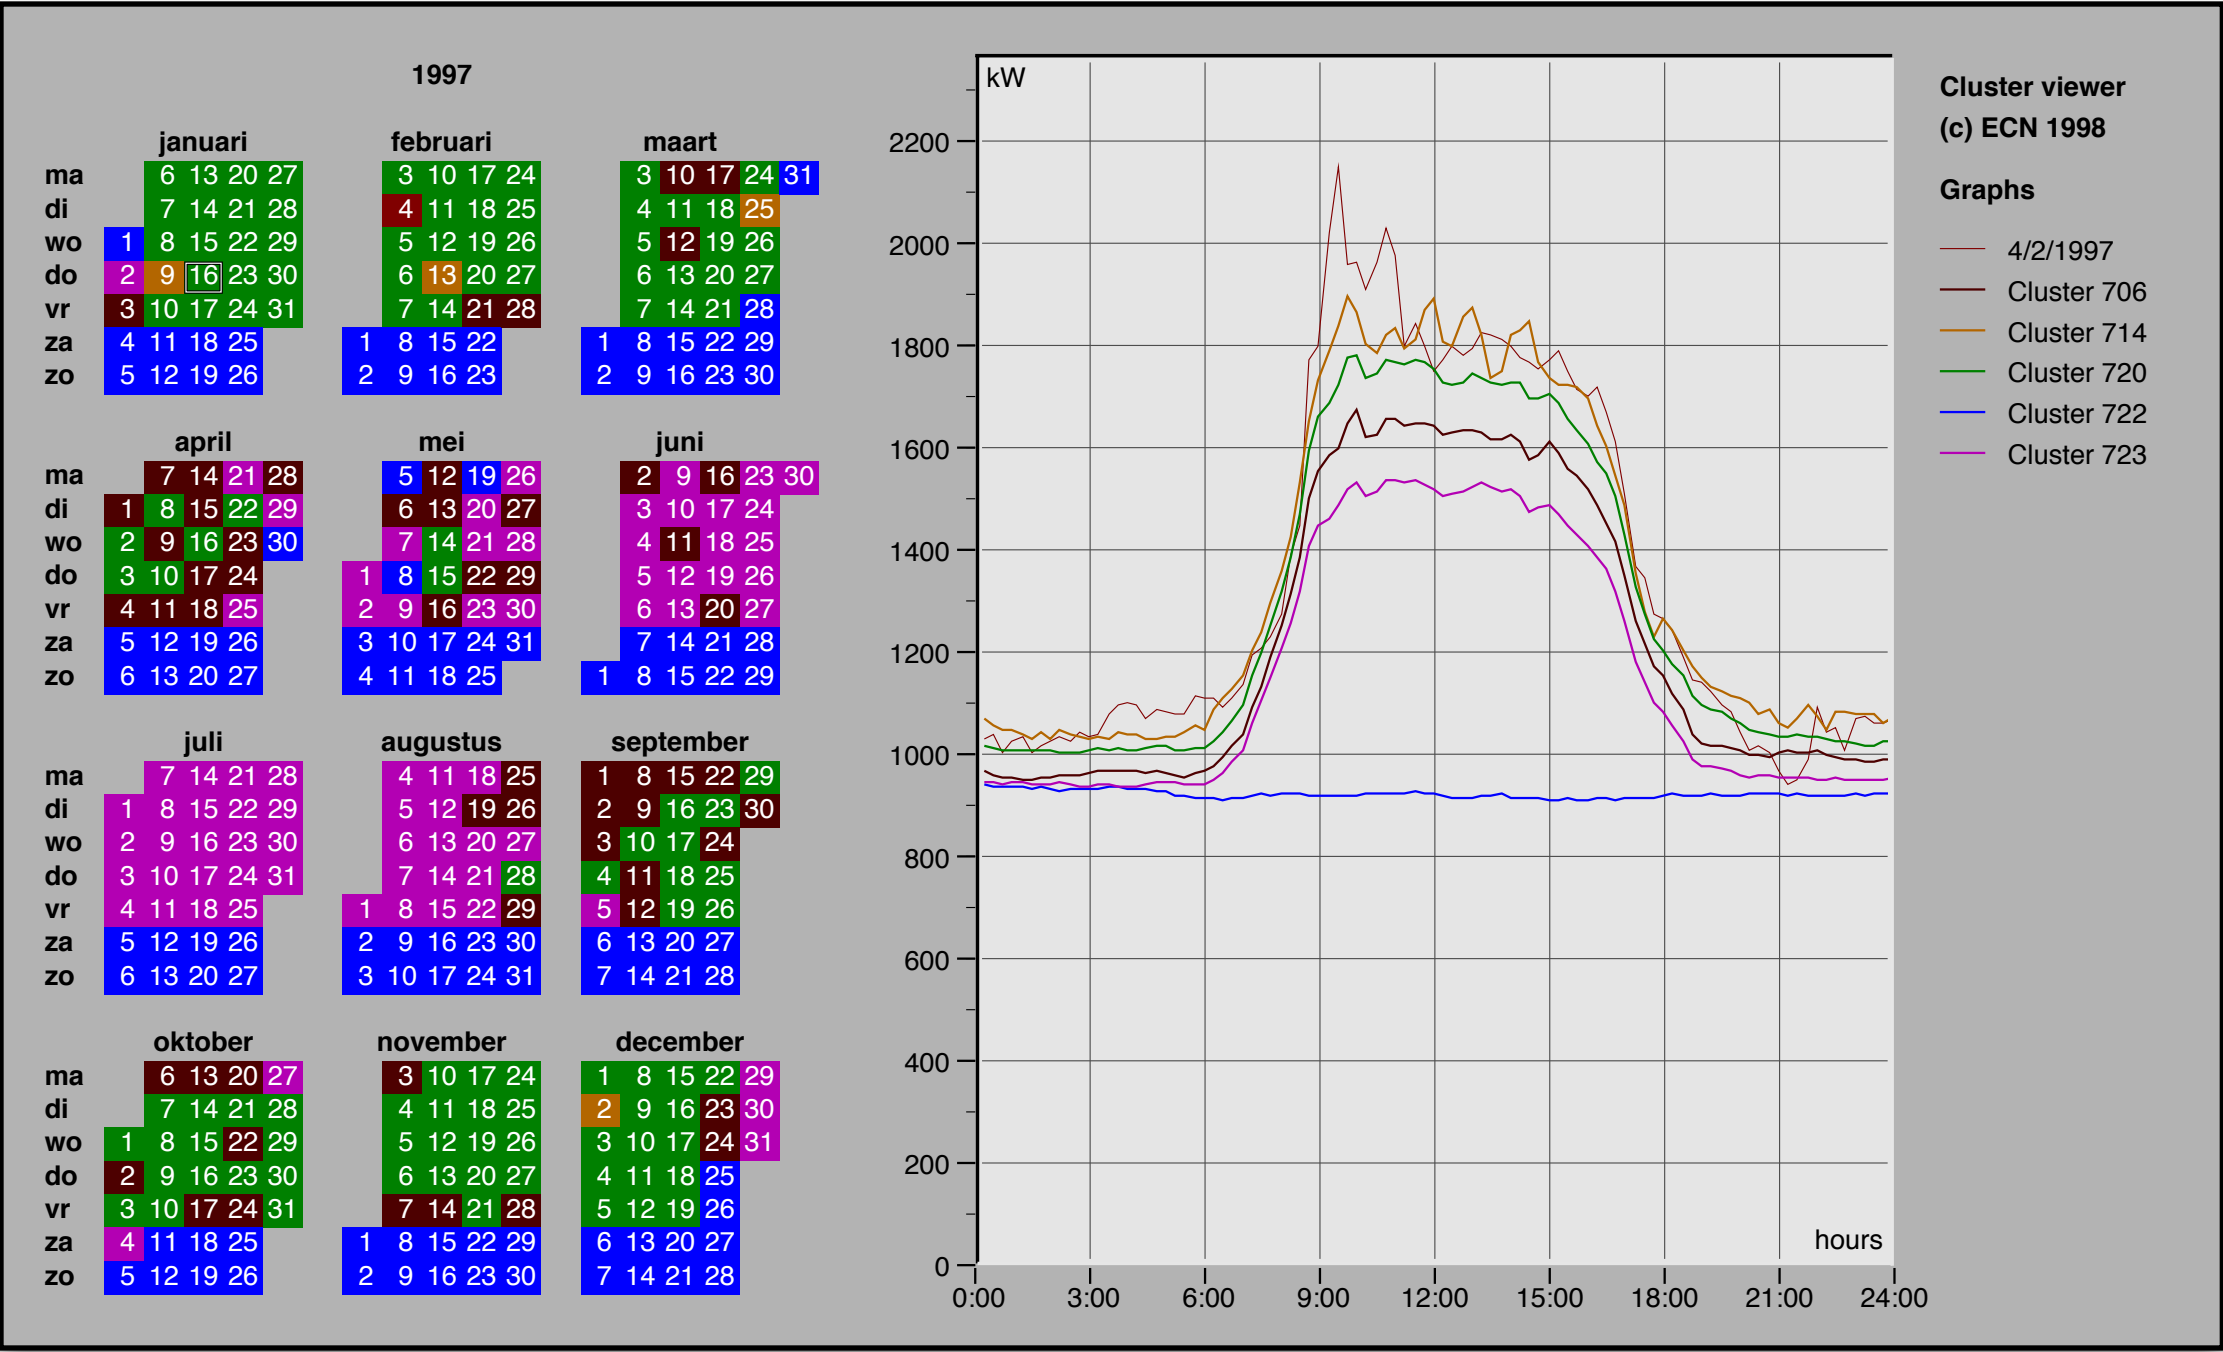 1997
januari februari maart
ma 6 13 20 27 3 10 17 24 3 10 17 24 31
di 7 14 21 28 4 11 18 25 4 11 18 25
wo 1 8 15 22 29 5 12 19 26 5 12 19 26
do 2 9 16 23 30 6 13 20 27 6 13 20 27
vr 3 10 17 24 31 7 14 21 28 7 14 21 28
za 4 11 18 25 1 8 15 22 1 8 15 22 29
zo 5 12 19 26 2 9 16 23 2 9 16 23 30
april mei juni
ma 7 14 21 28 5 12 19 26 2 9 16 23 30
di 1 8 15 22 29 6 13 20 27 3 10 17 24
wo 2 9 16 23 30 7 14 21 28 4 11 18 25
do 3 10 17 24 1 8 15 22 29 5 12 19 26
vr 4 11 18 25 2 9 16 23 30 6 13 20 27
za 5 12 19 26 3 10 17 24 31 7 14 21 28
zo 6 13 20 27 4 11 18 25 1 8 15 22 29
juli augustus september
ma 7 14 21 28 4 11 18 25 1 8 15 22 29
di 1 8 15 22 29 5 12 19 26 2 9 16 23 30
wo 2 9 16 23 30 6 13 20 27 3 10 17 24
do 3 10 17 24 31 7 14 21 28 4 11 18 25
vr 4 11 18 25 1 8 15 22 29 5 12 19 26
za 5 12 19 26 2 9 16 23 30 6 13 20 27
zo 6 13 20 27 3 10 17 24 31 7 14 21 28
oktober november december
ma 6 13 20 27 3 10 17 24 1 8 15 22 29
di 7 14 21 28 4 11 18 25 2 9 16 23 30
wo 1 8 15 22 29 5 12 19 26 3 10 17 24 31
do 2 9 16 23 30 6 13 20 27 4 11 18 25
vr 3 10 17 24 31 7 14 21 28 5 12 19 26
za 4 11 18 25 1 8 15 22 29 6 13 20 27
zo 5 12 19 26 2 9 16 23 30 7 14 21 28
kW
2200
2000
1800
1600
1400
1200
1000
800
600
400
200
0
hours
0:00 3:00 6:00 9:00 12:00 15:00 18:00 21:00 24:00
Cluster viewer
(c) ECN 1998
Graphs
4/2/1997
Cluster 706
Cluster 714
Cluster 720
Cluster 722
Cluster 723